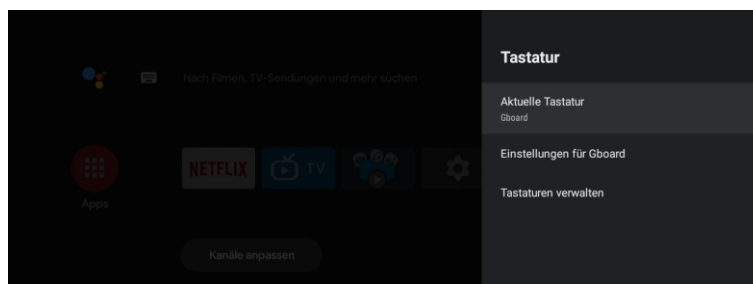 Tastatur
Nach Filmen, TV-Sendungen und mehr suchen
Aktuelle Tastatur
Gboard
Einstellungen für Gboard
NETFLIX
TV
Tastaturen verwalten
Apps
Kanäle anpassen